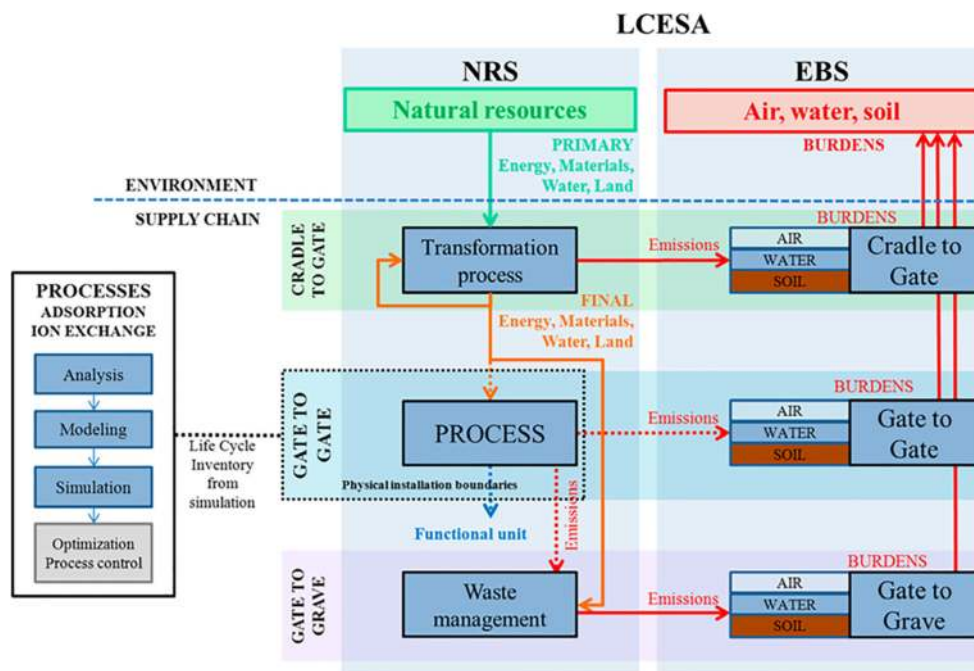 LCESA
NRS
EBS
Natural resources
Air, water, soil
PRIMARY
Energy, Materials,
Water, Land
BURDENS
ENVIRONMENT
SUPPLY CHAIN
CRADLE
TO GATE
Transformation
process
Emissions
BURDENS
AIR
WATER
SOIL
Cradle to
Gate
FINAL
Energy, Materials,
Water, Land
PROCESSES
ADSORPTION
ION EXCHANGE
Analysis
Modeling
Simulation
Optimization
Process control
Life Cycle
Inventory
from
simulation
GATE TO
GATE
PROCESS
Physical installation boundaries
Emissions
BURDENS
AIR
WATER
SOIL
Gate to
Gate
Functional unit
Emissions
GATE TO
GRAVE
Waste
management
Emissions
BURDENS
AIR
WATER
SOIL
Gate to
Grave